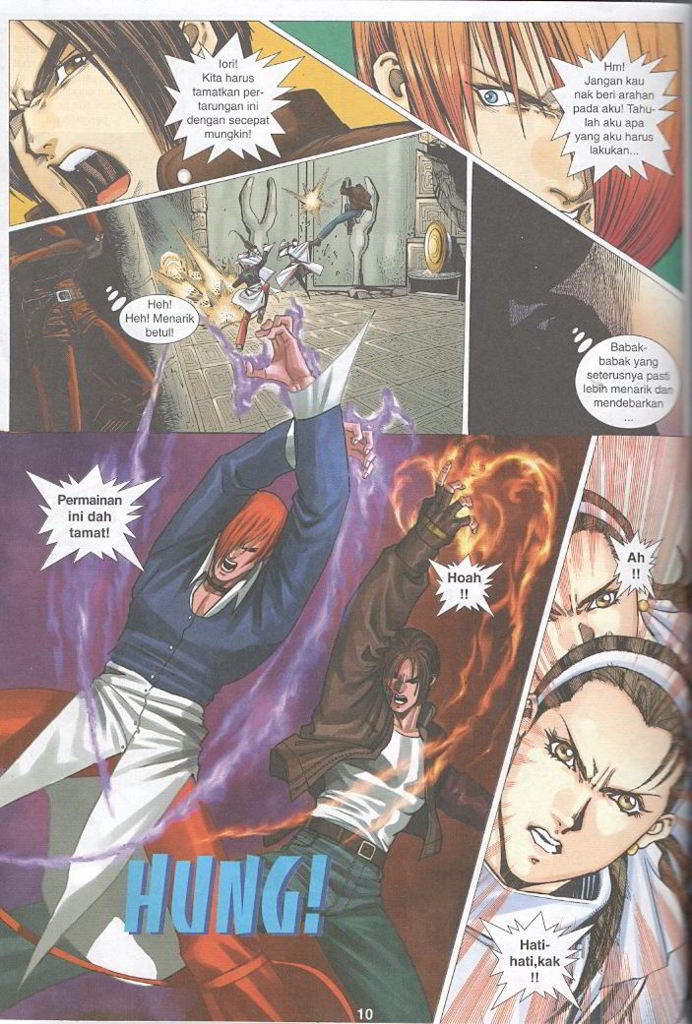 Iori!
Kita harus
tamatkan per-
tarungan ini
dengan secepat
mungkin!
Hm!
Jangan kau
nak beri arahan
pada aku! Tahu-
lah aku apa
yang aku harus
lakukan...
Heh!
Heh! Menarik
betul!
Babak-
babak yang
seterusnya pasti
lebih menarik dan
mendebarkan
...
Permainan
ini dah
tamat!
Hoah
!!
Ah
!!
HUNG!
Hati-
hati,kak
!!
10